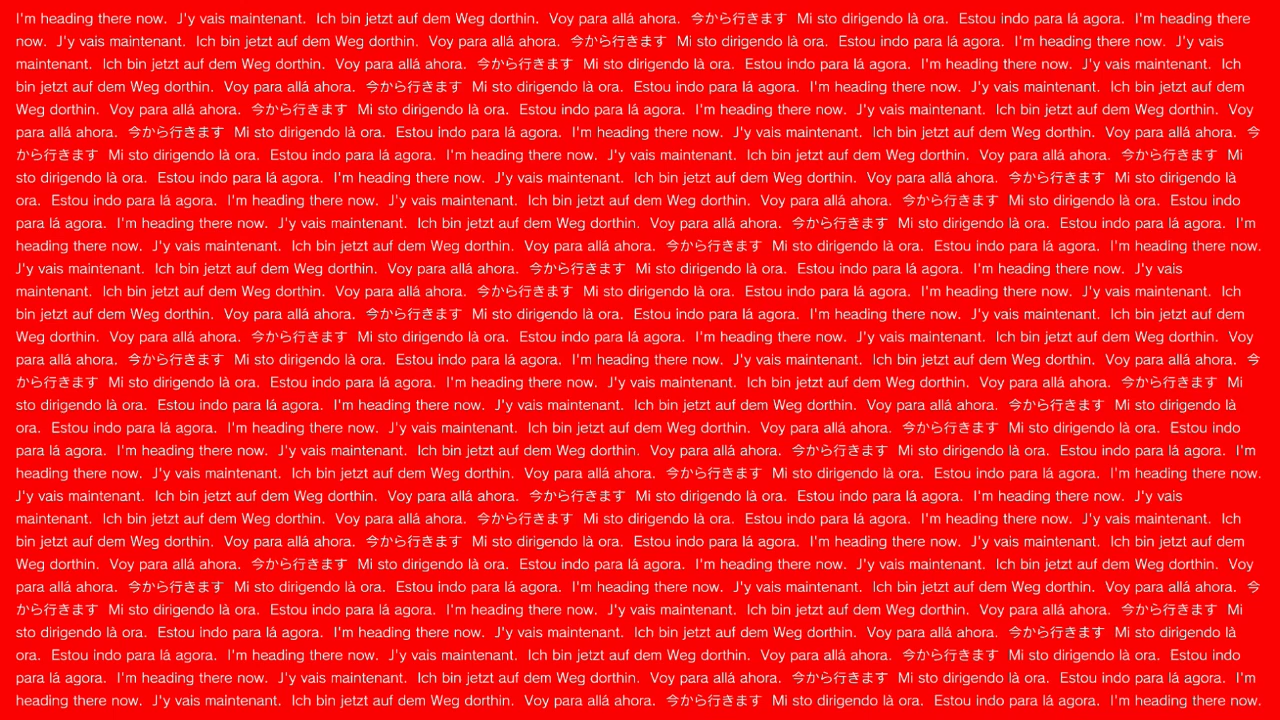 I'm heading there now.  J'y vais maintenant.  Ich bin jetzt auf dem Weg dorthin.  Voy para allá ahora.  今から行きます  Mi sto dirigendo là ora.  Estou indo para lá agora.  I'm heading there
now.  J'y vais maintenant.  Ich bin jetzt auf dem Weg dorthin.  Voy para allá ahora.  今から行きます  Mi sto dirigendo là ora.  Estou indo para lá agora.  I'm heading there now.  J'y vais
maintenant.  Ich bin jetzt auf dem Weg dorthin.  Voy para allá ahora.  今から行きます  Mi sto dirigendo là ora.  Estou indo para lá agora.  I'm heading there now.  J'y vais maintenant.  Ich
bin jetzt auf dem Weg dorthin.  Voy para allá ahora.  今から行きます  Mi sto dirigendo là ora.  Estou indo para lá agora.  I'm heading there now.  J'y vais maintenant.  Ich bin jetzt auf dem
Weg dorthin.  Voy para allá ahora.  今から行きます  Mi sto dirigendo là ora.  Estou indo para lá agora.  I'm heading there now.  J'y vais maintenant.  Ich bin jetzt auf dem Weg dorthin.  Voy
para allá ahora.  今から行きます  Mi sto dirigendo là ora.  Estou indo para lá agora.  I'm heading there now.  J'y vais maintenant.  Ich bin jetzt auf dem Weg dorthin.  Voy para allá ahora.  今
から行きます  Mi sto dirigendo là ora.  Estou indo para lá agora.  I'm heading there now.  J'y vais maintenant.  Ich bin jetzt auf dem Weg dorthin.  Voy para allá ahora.  今から行きます  Mi
sto dirigendo là ora.  Estou indo para lá agora.  I'm heading there now.  J'y vais maintenant.  Ich bin jetzt auf dem Weg dorthin.  Voy para allá ahora.  今から行きます  Mi sto dirigendo là
ora.  Estou indo para lá agora.  I'm heading there now.  J'y vais maintenant.  Ich bin jetzt auf dem Weg dorthin.  Voy para allá ahora.  今から行きます  Mi sto dirigendo là ora.  Estou indo
para lá agora.  I'm heading there now.  J'y vais maintenant.  Ich bin jetzt auf dem Weg dorthin.  Voy para allá ahora.  今から行きます  Mi sto dirigendo là ora.  Estou indo para lá agora.  I'm
heading there now.  J'y vais maintenant.  Ich bin jetzt auf dem Weg dorthin.  Voy para allá ahora.  今から行きます  Mi sto dirigendo là ora.  Estou indo para lá agora.  I'm heading there now.
J'y vais maintenant.  Ich bin jetzt auf dem Weg dorthin.  Voy para allá ahora.  今から行きます  Mi sto dirigendo là ora.  Estou indo para lá agora.  I'm heading there now.  J'y vais
maintenant.  Ich bin jetzt auf dem Weg dorthin.  Voy para allá ahora.  今から行きます  Mi sto dirigendo là ora.  Estou indo para lá agora.  I'm heading there now.  J'y vais maintenant.  Ich
bin jetzt auf dem Weg dorthin.  Voy para allá ahora.  今から行きます  Mi sto dirigendo là ora.  Estou indo para lá agora.  I'm heading there now.  J'y vais maintenant.  Ich bin jetzt auf dem
Weg dorthin.  Voy para allá ahora.  今から行きます  Mi sto dirigendo là ora.  Estou indo para lá agora.  I'm heading there now.  J'y vais maintenant.  Ich bin jetzt auf dem Weg dorthin.  Voy
para allá ahora.  今から行きます  Mi sto dirigendo là ora.  Estou indo para lá agora.  I'm heading there now.  J'y vais maintenant.  Ich bin jetzt auf dem Weg dorthin.  Voy para allá ahora.  今
から行きます  Mi sto dirigendo là ora.  Estou indo para lá agora.  I'm heading there now.  J'y vais maintenant.  Ich bin jetzt auf dem Weg dorthin.  Voy para allá ahora.  今から行きます  Mi
sto dirigendo là ora.  Estou indo para lá agora.  I'm heading there now.  J'y vais maintenant.  Ich bin jetzt auf dem Weg dorthin.  Voy para allá ahora.  今から行きます  Mi sto dirigendo là
ora.  Estou indo para lá agora.  I'm heading there now.  J'y vais maintenant.  Ich bin jetzt auf dem Weg dorthin.  Voy para allá ahora.  今から行きます  Mi sto dirigendo là ora.  Estou indo
para lá agora.  I'm heading there now.  J'y vais maintenant.  Ich bin jetzt auf dem Weg dorthin.  Voy para allá ahora.  今から行きます  Mi sto dirigendo là ora.  Estou indo para lá agora.  I'm
heading there now.  J'y vais maintenant.  Ich bin jetzt auf dem Weg dorthin.  Voy para allá ahora.  今から行きます  Mi sto dirigendo là ora.  Estou indo para lá agora.  I'm heading there now.
J'y vais maintenant.  Ich bin jetzt auf dem Weg dorthin.  Voy para allá ahora.  今から行きます  Mi sto dirigendo là ora.  Estou indo para lá agora.  I'm heading there now.  J'y vais
maintenant.  Ich bin jetzt auf dem Weg dorthin.  Voy para allá ahora.  今から行きます  Mi sto dirigendo là ora.  Estou indo para lá agora.  I'm heading there now.  J'y vais maintenant.  Ich
bin jetzt auf dem Weg dorthin.  Voy para allá ahora.  今から行きます  Mi sto dirigendo là ora.  Estou indo para lá agora.  I'm heading there now.  J'y vais maintenant.  Ich bin jetzt auf dem
Weg dorthin.  Voy para allá ahora.  今から行きます  Mi sto dirigendo là ora.  Estou indo para lá agora.  I'm heading there now.  J'y vais maintenant.  Ich bin jetzt auf dem Weg dorthin.  Voy
para allá ahora.  今から行きます  Mi sto dirigendo là ora.  Estou indo para lá agora.  I'm heading there now.  J'y vais maintenant.  Ich bin jetzt auf dem Weg dorthin.  Voy para allá ahora.  今
から行きます  Mi sto dirigendo là ora.  Estou indo para lá agora.  I'm heading there now.  J'y vais maintenant.  Ich bin jetzt auf dem Weg dorthin.  Voy para allá ahora.  今から行きます  Mi
sto dirigendo là ora.  Estou indo para lá agora.  I'm heading there now.  J'y vais maintenant.  Ich bin jetzt auf dem Weg dorthin.  Voy para allá ahora.  今から行きます  Mi sto dirigendo là
ora.  Estou indo para lá agora.  I'm heading there now.  J'y vais maintenant.  Ich bin jetzt auf dem Weg dorthin.  Voy para allá ahora.  今から行きます  Mi sto dirigendo là ora.  Estou indo
para lá agora.  I'm heading there now.  J'y vais maintenant.  Ich bin jetzt auf dem Weg dorthin.  Voy para allá ahora.  今から行きます  Mi sto dirigendo là ora.  Estou indo para lá agora.  I'm
heading there now.  J'y vais maintenant.  Ich bin jetzt auf dem Weg dorthin.  Voy para allá ahora.  今から行きます  Mi sto dirigendo là ora.  Estou indo para lá agora.  I'm heading there now.